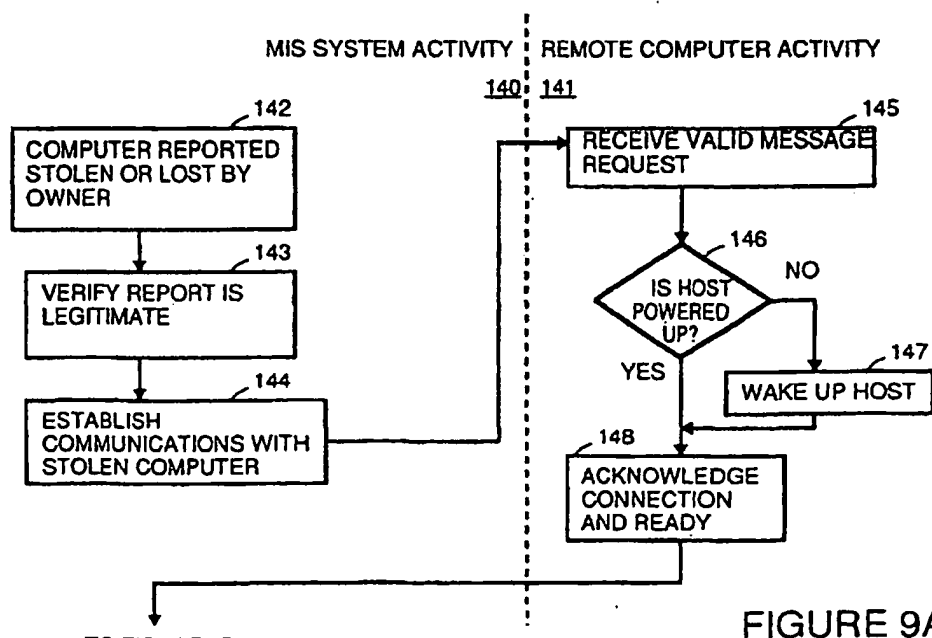 MIS SYSTEM ACTIVITY
REMOTE COMPUTER ACTIVITY
140
141
142
COMPUTER REPORTED
STOLEN OR LOST BY
OWNER
143
VERIFY REPORT IS
LEGITIMATE
144
ESTABLISH
COMMUNICATIONS WITH
STOLEN COMPUTER
145
RECEIVE VALID MESSAGE
REQUEST
146
IS HOST
POWERED
UP?
NO
YES
147
WAKE UP HOST
148
ACKNOWLEDGE
CONNECTION
AND READY
FIGURE 9A